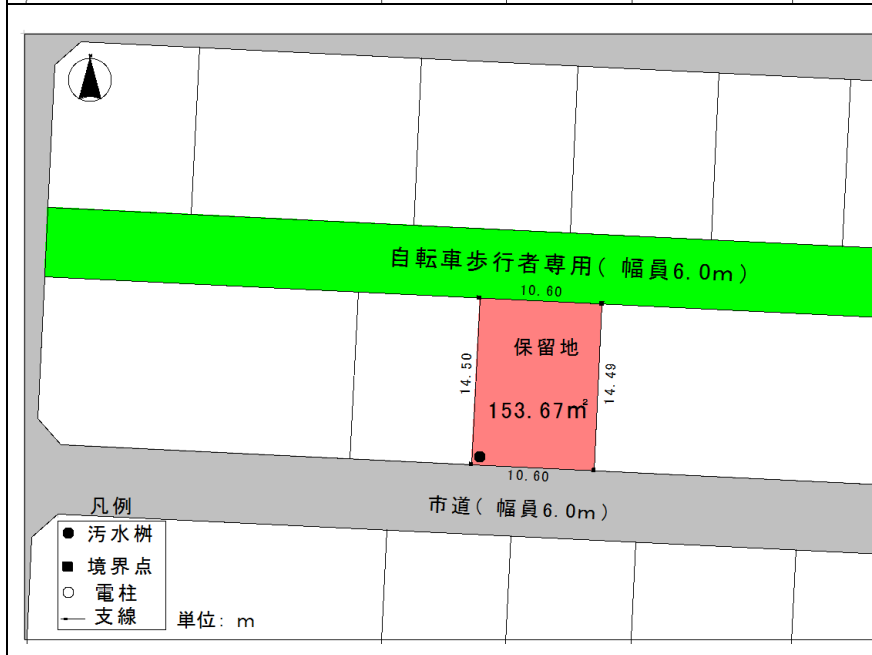 自転車歩行者専用( 幅員6.0m)
10.60
保留地
14.50
14.49
153.67㎡
10.60
市道( 幅員6.0m)
凡例
汚水桝
境界点
電柱
支線
単位: m